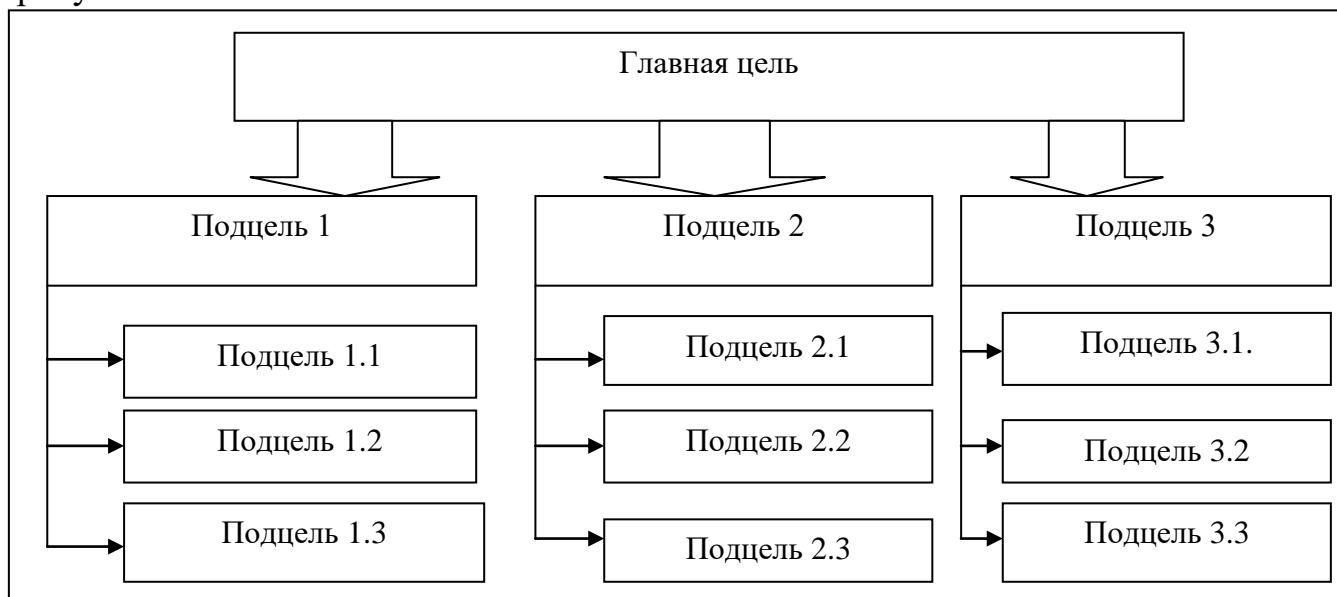 Главная цель
Подцель 1
Подцель 2
Подцель 3
Подцель 1.1
Подцель 2.1
Подцель 3.1.
Подцель 1.2
Подцель 2.2
Подцель 3.2
Подцель 1.3
Подцель 2.3
Подцель 3.3